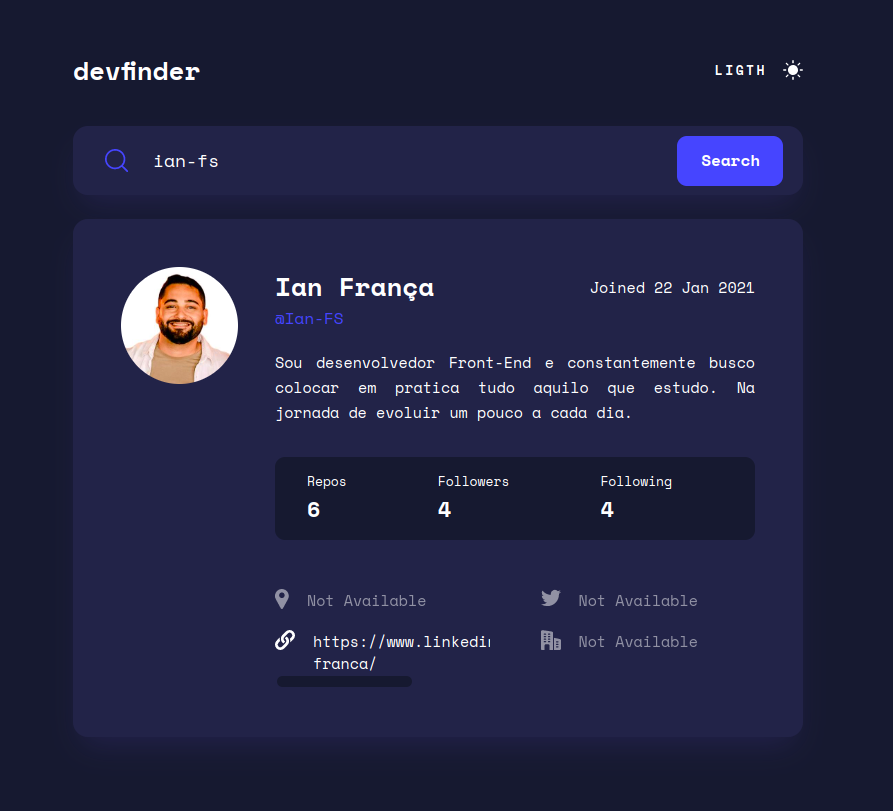 devfinder
LIGTH
ian-fs
Search
Ian França
Joined 22 Jan 2021
@Ian-FS
Sou desenvolvedor Front-End e constantemente busco
colocar em pratica tudo aquilo que estudo. Na
jornada de evoluir um pouco a cada dia.
Repos
Followers
Following
6
4
4
Not Available
Not Available
https://www.linkedin
franca/
Not Available